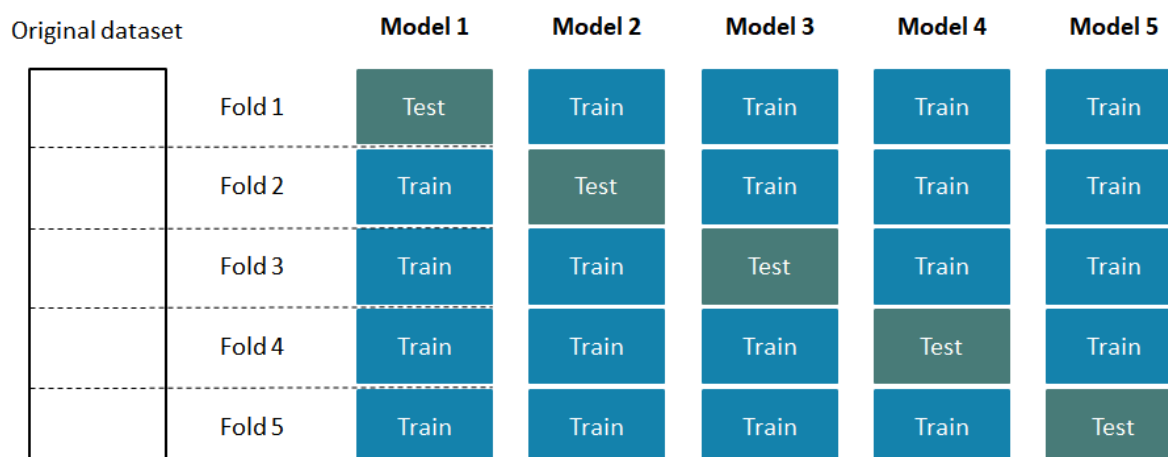 Original dataset Model 1 Model 2 Model 3 Model 4 Model 5
Fold 1 Test Train Train Train Train
Fold 2 Train Test Train Train Train
Fold 3 Train Train Test Train Train
Fold 4 Train Train Train Test Train
Fold 5 Train Train Train Train Test